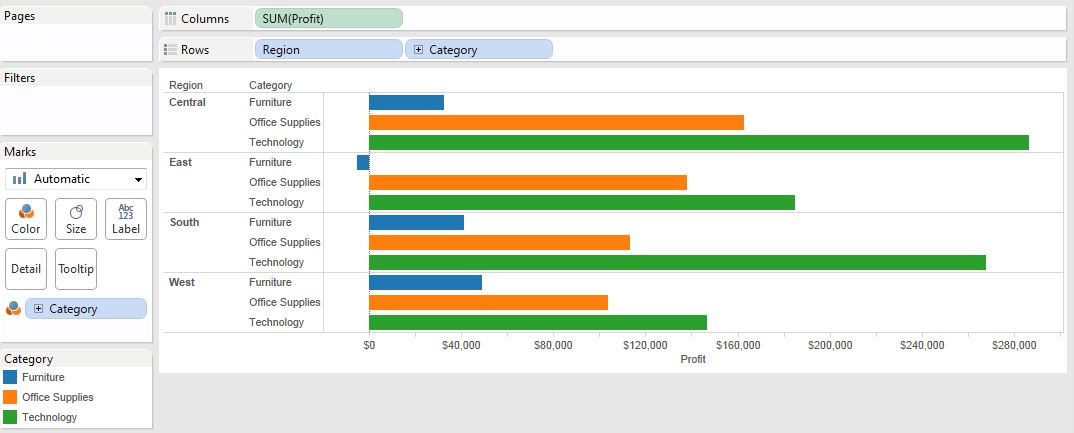 Pages
Columns SUM(Profit)
Rows Region Category
Filters
Marks
Automatic
Color Size Abc 123 Label
Detail Tooltip
Category
Category
Furniture
Office Supplies
Technology
Region Category
Central Furniture
Office Supplies
Technology
East Furniture
Office Supplies
Technology
South Furniture
Office Supplies
Technology
West Furniture
Office Supplies
Technology
$0 $40,000 $80,000 $120,000 $160,000 $200,000 $240,000 $280,000
Profit